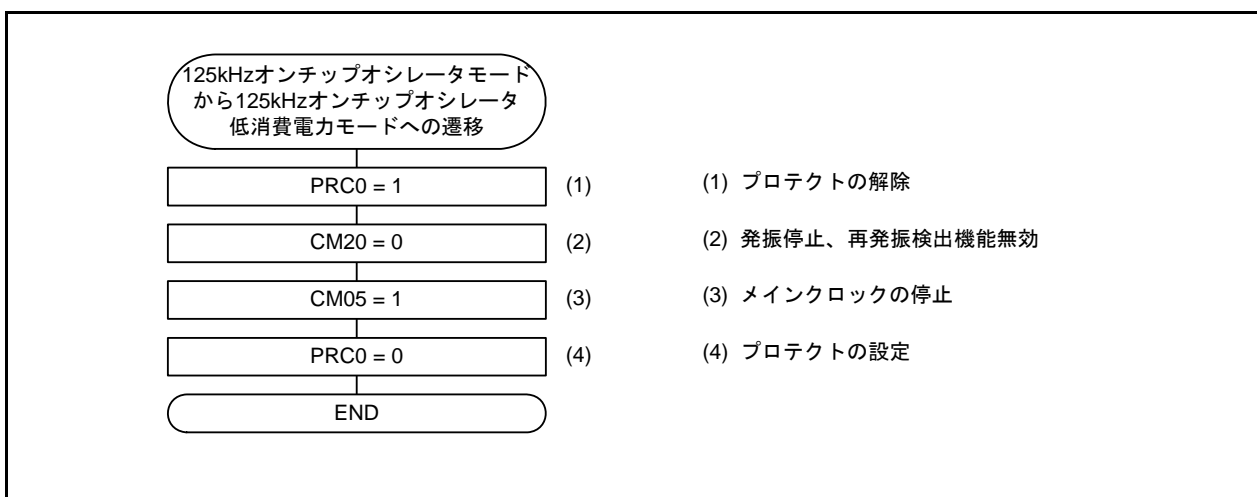 125kHzオンチップオシレータモード
から125kHzオンチップオシレータ
低消費電力モードへの遷移
PRC0 = 1 (1) (1) プロテクトの解除
CM20 = 0 (2) (2) 発振停止、再発振検出機能無効
CM05 = 1 (3) (3) メインクロックの停止
PRC0 = 0 (4) (4) プロテクトの設定
END